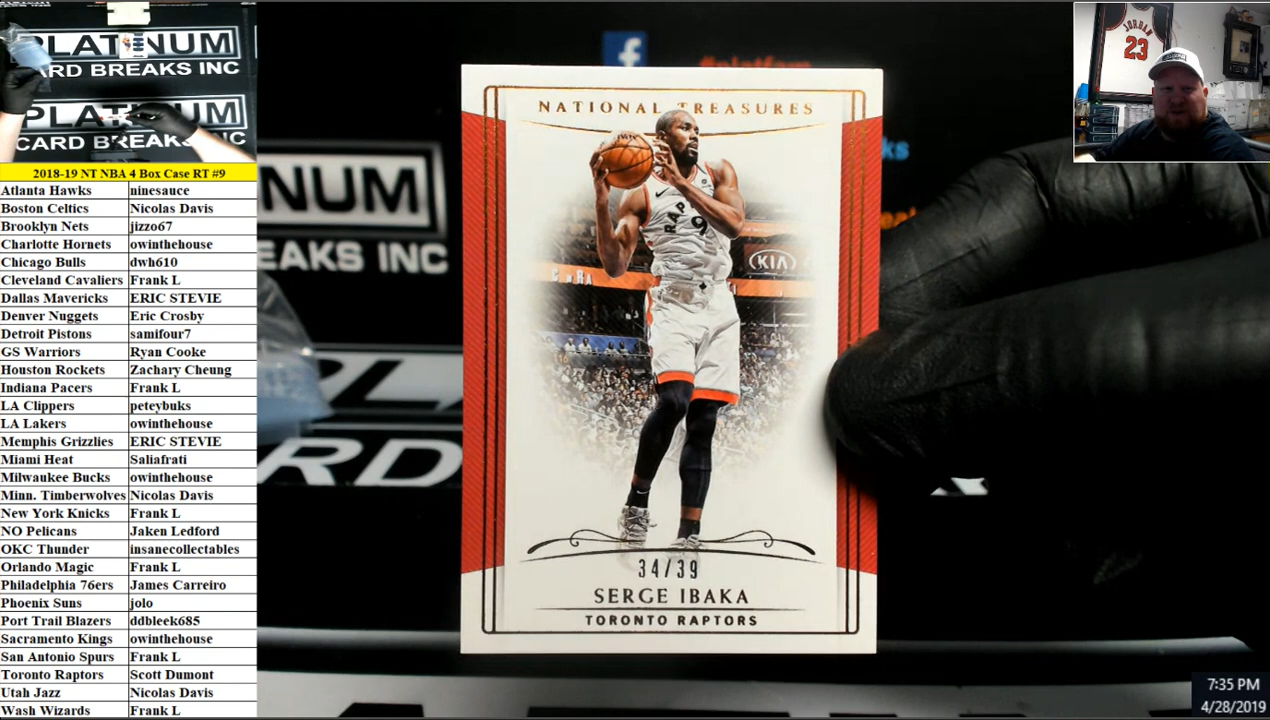 PLATINUM
CARD BREAKS INC
PLATINUM
CARD BREAKS INC
2018-19 NT NBA 4 Box Case RT #9
Atlanta Hawks ninesauce
Boston Celtics Nicolas Davis
Brooklyn Nets jizzo67
Charlotte Hornets owinthehouse
Chicago Bulls dwh610
Cleveland Cavaliers Frank L
Dallas Mavericks ERIC STEVIE
Denver Nuggets Eric Crosby
Detroit Pistons samifour7
GS Warriors Ryan Cooke
Houston Rockets Zachary Cheung
Indiana Pacers Frank L
LA Clippers peteybuks
LA Lakers owinthehouse
Memphis Grizzlies ERIC STEVIE
Miami Heat Saliafrati
Milwaukee Bucks owinthehouse
Minn. Timberwolves Nicolas Davis
New York Knicks Frank L
NO Pelicans Jaken Ledford
OKC Thunder insanecollectables
Orlando Magic Frank L
Philadelphia 76ers James Carreiro
Phoenix Suns jolo
Port Trail Blazers ddbleek685
Sacramento Kings owinthehouse
San Antonio Spurs Frank L
Toronto Raptors Scott Dumont
Utah Jazz Nicolas Davis
Wash Wizards Frank L
NUM
EAKS INC
PL
RD
f
#platfom
ks
NATIONAL TREASURES
RAP
9
KIA
34/39
SERGE IBAKA
TORONTO RAPTORS
JORDAN
23
7:35 PM
4/28/2019